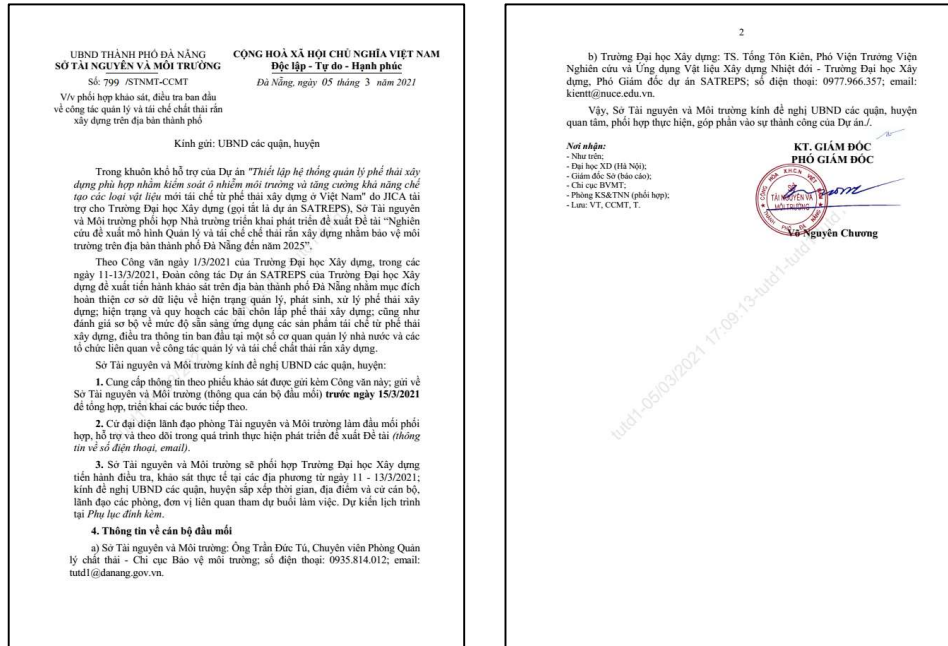 UBND THÀNH PHỐ ĐÀ NẴNG
SỞ TÀI NGUYÊN VÀ MÔI TRƯỜNG
Số: 799 /STNMT-CCMT
V/v phối hợp khảo sát, điều tra ban đầu
về công tác quản lý và tái chế chất thải rắn
xây dựng trên địa bàn thành phố
CỘNG HOÀ XÃ HỘI CHỦ NGHĨA VIỆT NAM
Độc lập - Tự do - Hạnh phúc
Đà Nẵng, ngày 05 tháng 3 năm 2021
Kính gửi: UBND các quận, huyện
Trong khuôn khổ hỗ trợ của Dự án "Thiết lập hệ thống quản lý phế thải xây
dựng phù hợp nhằm kiểm soát ô nhiễm môi trường và tăng cường khả năng chế
tạo các loại vật liệu mới tái chế từ phế thải xây dựng ở Việt Nam" do JICA tài
trợ cho Trường Đại học Xây dựng (gọi tắt là dự án SATREPS), Sở Tài nguyên
và Môi trường phối hợp Nhà trường triển khai phát triển đề xuất Đề tài “Nghiên
cứu đề xuất mô hình Quản lý và tái chế chế thải rắn xây dựng nhằm bảo vệ môi
trường trên địa bàn thành phố Đà Nẵng đến năm 2025”.
Theo Công văn ngày 1/3/2021 của Trường Đại học Xây dựng, trong các
ngày 11-13/3/2021, Đoàn công tác Dự án SATREPS của Trường Đại học Xây
dựng đề xuất tiến hành khảo sát trên địa bàn thành phố Đà Nẵng nhằm mục đích
hoàn thiện cơ sở dữ liệu về hiện trạng quản lý, phát sinh, xử lý phế thải xây
dựng; hiện trạng và quy hoạch các bãi chôn lấp phế thải xây dựng; cũng như
đánh giá sơ bộ về mức độ sẵn sàng ứng dụng các sản phẩm tái chế từ phế thải
xây dựng, điều tra thông tin ban đầu tại một số cơ quan quản lý nhà nước và các
tổ chức liên quan về công tác quản lý và tái chế chất thải rắn xây dựng.
Sở Tài nguyên và Môi trường kính đề nghị UBND các quận, huyện:
1. Cung cấp thông tin theo phiếu khảo sát được gửi kèm Công văn này; gửi về
Sở Tài nguyên và Môi trường (thông qua cán bộ đầu mối) trước ngày 15/3/2021
để tổng hợp, triển khai các bước tiếp theo.
2. Cử đại diện lãnh đạo phòng Tài nguyên và Môi trường làm đầu mối phối
hợp, hỗ trợ và theo dõi trong quá trình thực hiện phát triển đề xuất Đề tài (thông
tin về số điện thoại, email).
3. Sở Tài nguyên và Môi trường sẽ phối hợp Trường Đại học Xây dựng
tiến hành điều tra, khảo sát thực tế tại các địa phương từ ngày 11 - 13/3/2021;
kính đề nghị UBND các quận, huyện sắp xếp thời gian, địa điểm và cử cán bộ,
lãnh đạo các phòng, đơn vị liên quan tham dự buổi làm việc. Dự kiến lịch trình
tại Phụ lục đính kèm.
4. Thông tin về cán bộ đầu mối
a) Sở Tài nguyên và Môi trường: Ông Trần Đức Tú, Chuyên viên Phòng Quản
lý chất thải - Chi cục Bảo vệ môi trường; số điện thoại: 0935.814.012; email:
tutd1@danang.gov.vn.
2
b) Trường Đại học Xây dựng: TS. Tống Tôn Kiên, Phó Viện Trưởng Viện
Nghiên cứu và Ứng dụng Vật liệu Xây dựng Nhiệt đới - Trường Đại học Xây
dựng, Phó Giám đốc dự án SATREPS; số điện thoại: 0977.966.357; email:
kientt@nuce.edu.vn.
Vậy, Sở Tài nguyên và Môi trường kính đề nghị UBND các quận, huyện
quan tâm, phối hợp thực hiện, góp phần vào sự thành công của Dự án./.
Nơi nhận:
- Như trên;
- Đại học XD (Hà Nội);
- Giám đốc Sở (báo cáo);
- Chi cục BVMT;
- Phòng KS&TNN (phối hợp);
- Lưu: VT, CCMT, T.
KT. GIÁM ĐỐC
PHÓ GIÁM ĐỐC
SỞ
TÀI NGUYÊN VÀ
MÔI TRƯỜNG
Võ Nguyên Chương
tutd1-05/03/2021 17:09:13-tutd1-tutd1-